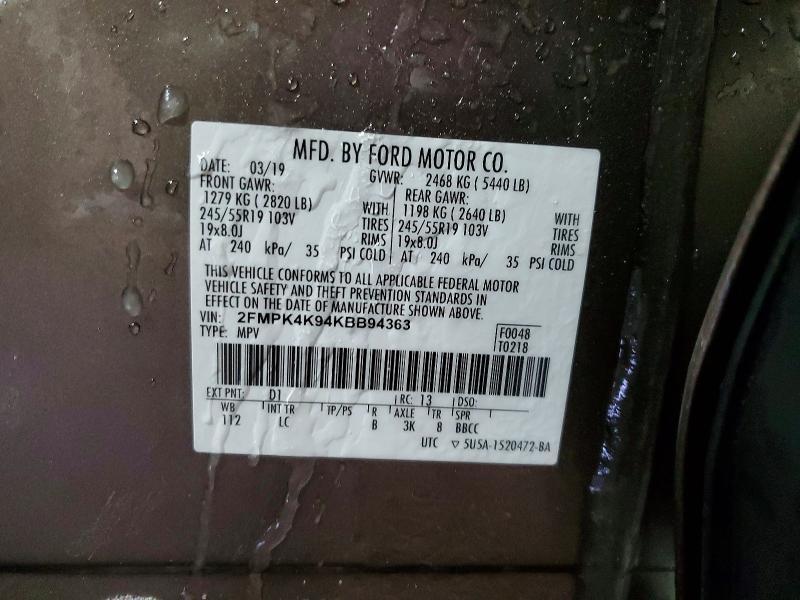 MFD. BY FORD MOTOR CO.
DATE: 03/19 GVWR: 2468 KG ( 5440 LB)
FRONT GAWR: REAR GAWR:
1279 KG ( 2820 LB) WITH 1198 KG ( 2640 LB) WITH
245/55R19 103V TIRES 245/55R19 103V TIRES
19x8.0J RIMS 19x8.0J RIMS
AT 240 kPa/ 35 PSI COLD AT 240 kPa/ 35 PSI COLD
THIS VEHICLE CONFORMS TO ALL APPLICABLE FEDERAL MOTOR
VEHICLE SAFETY AND THEFT PREVENTION STANDARDS IN
EFFECT ON THE DATE OF MANUFACTURE SHOWN ABOVE.
VIN: 2FMPK4K94KBB94363
TYPE: MPV
F0048
T0218
EXT PNT: D1 RC: 13 DSO:
WB INT TR TP/PS R AXLE TR SPR
112 LC B 3K 8 BBCC
UTC ▽ 5U5A-1520472-BA